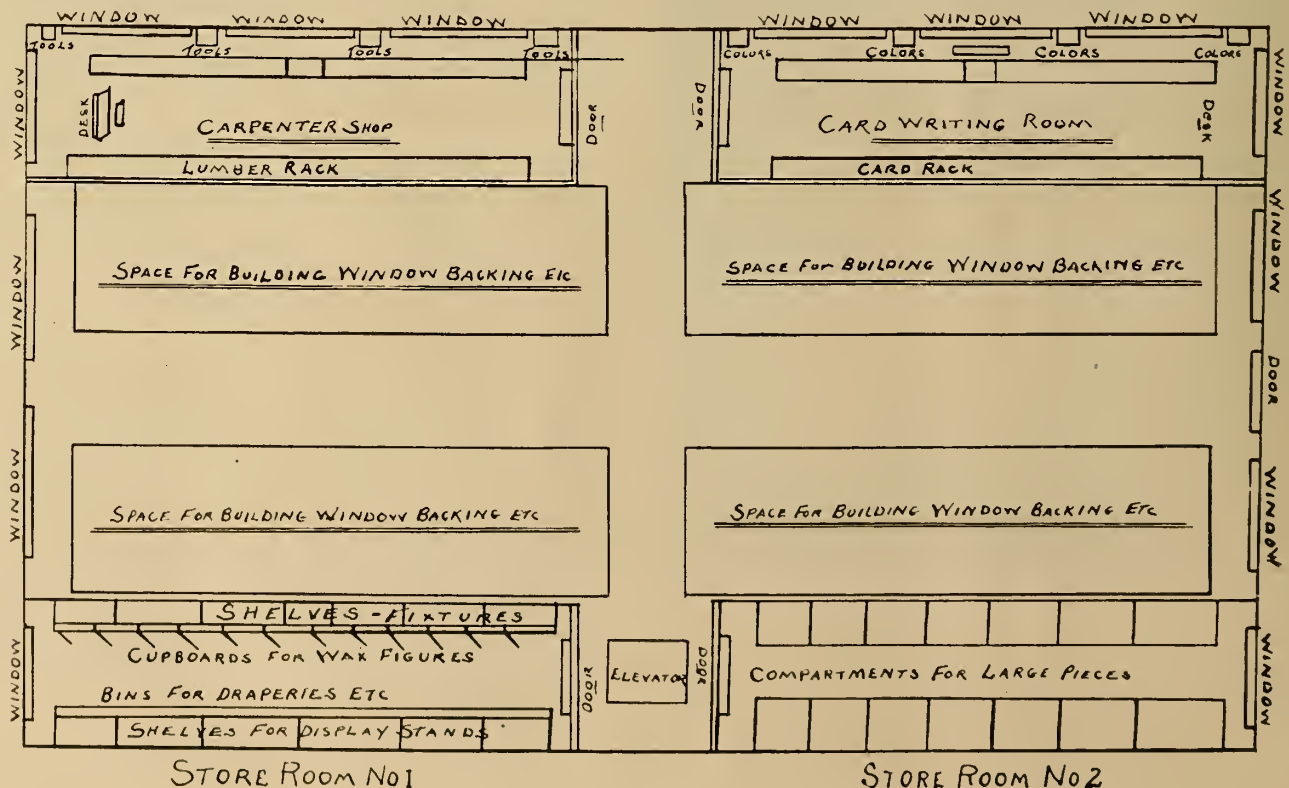 WINDOW WINDOW WINDOW WINDOW WINDOW WINDOW
TOOLS TOOLS TOOLS TOOLS COLORS COLORS COLORS COLORS
WINDOW
DESK
CARPENTER SHOP
DOOR
DOOR
CARD WRITING ROOM
DESK
WINDOW
LUMBER RACK
CARD RACK
WINDOW
SPACE FOR BUILDING WINDOW BACKING ETC
SPACE FOR BUILDING WINDOW BACKING ETC
WINDOW
DOOR
WINDOW
SPACE FOR BUILDING WINDOW BACKING ETC
SPACE FOR BUILDING WINDOW BACKING ETC
WINDOW
SHELVES - FIXTURES
CUPBOARDS FOR WAX FIGURES
WINDOW
BINS FOR DRAPERIES ETC
SHELVES FOR DISPLAY STANDS
DOOR
ELEVATOR
DOOR
COMPARTMENTS FOR LARGE PIECES
WINDOW
STORE ROOM NO1
STORE ROOM NO2